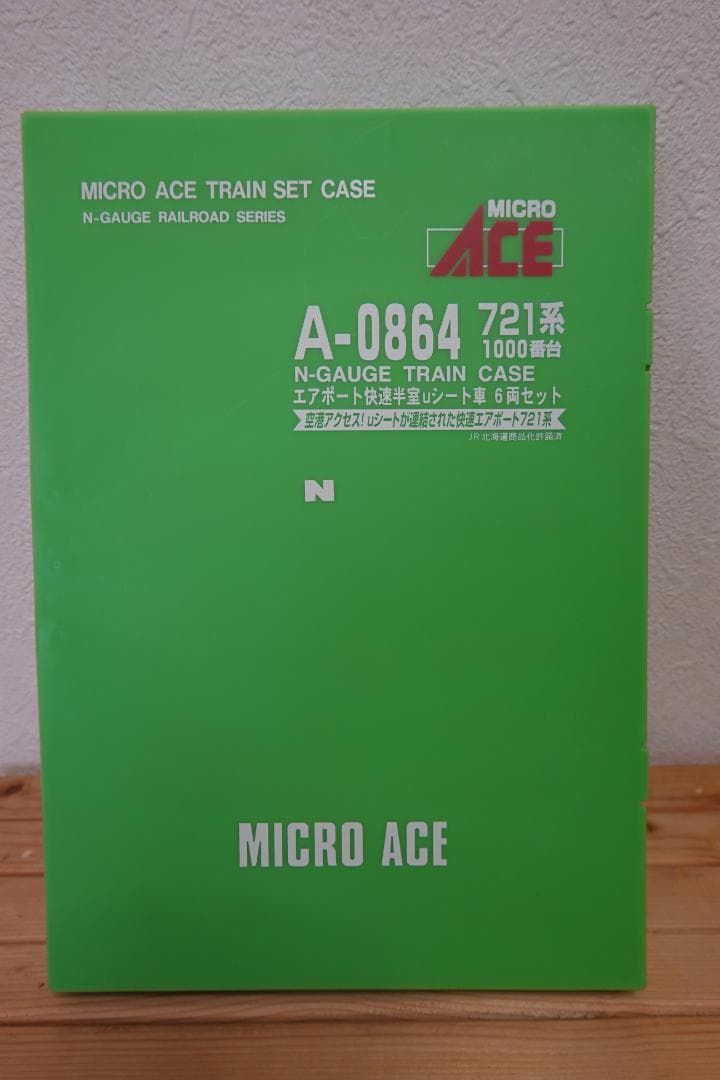 MICRO ACE TRAIN SET CASE
N-GAUGE RAILROAD SERIES
MICRO
ACE
A-0864 721系
1000番台
N-GAUGE TRAIN CASE
エアポート快速半室uシート車 6両セット
空港アクセス!uシートが連結された快速エアポート721系
JR北海道商品化許諾済
N
MICRO ACE